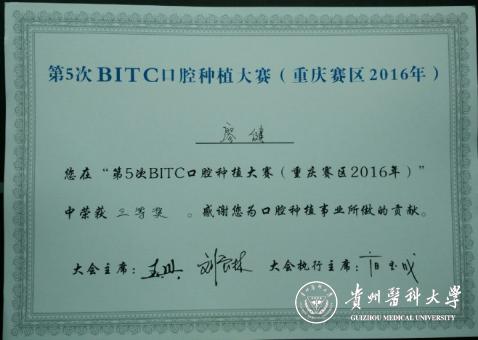 第5次BITC口腔种植大赛（重庆赛区2016年）
廖健
您在“第5次BITC口腔种植大赛（重庆赛区2016年）”
中荣获 三等奖 。感谢您为口腔种植事业所做的贡献。
大会主席： 大会执行主席：
貴州醫科大學
GUIZHOU MEDICAL UNIVERSITY